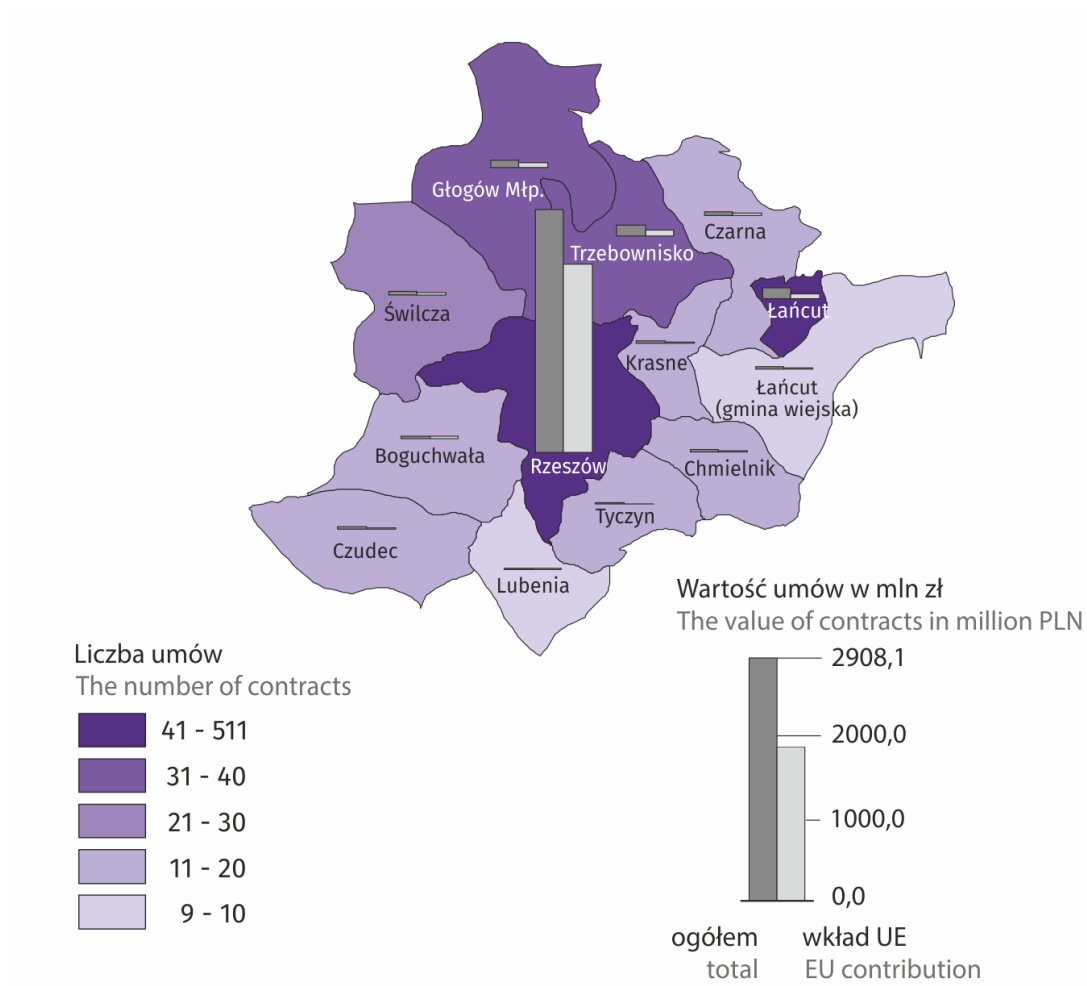 Głogów Młp.
Trzebownisko
Czarna
Świlcza
Łańcut
Krasne
Łańcut
(gmina wiejska)
Boguchwała
Rzeszów
Chmielnik
Tyczyn
Czudec
Lubenia
Wartość umów w mln zł
The value of contracts in million PLN
2908,1
2000,0
1000,0
0,0
ogółem wkład UE
total EU contribution
Liczba umów
The number of contracts
41 - 511
31 - 40
21 - 30
11 - 20
9 - 10